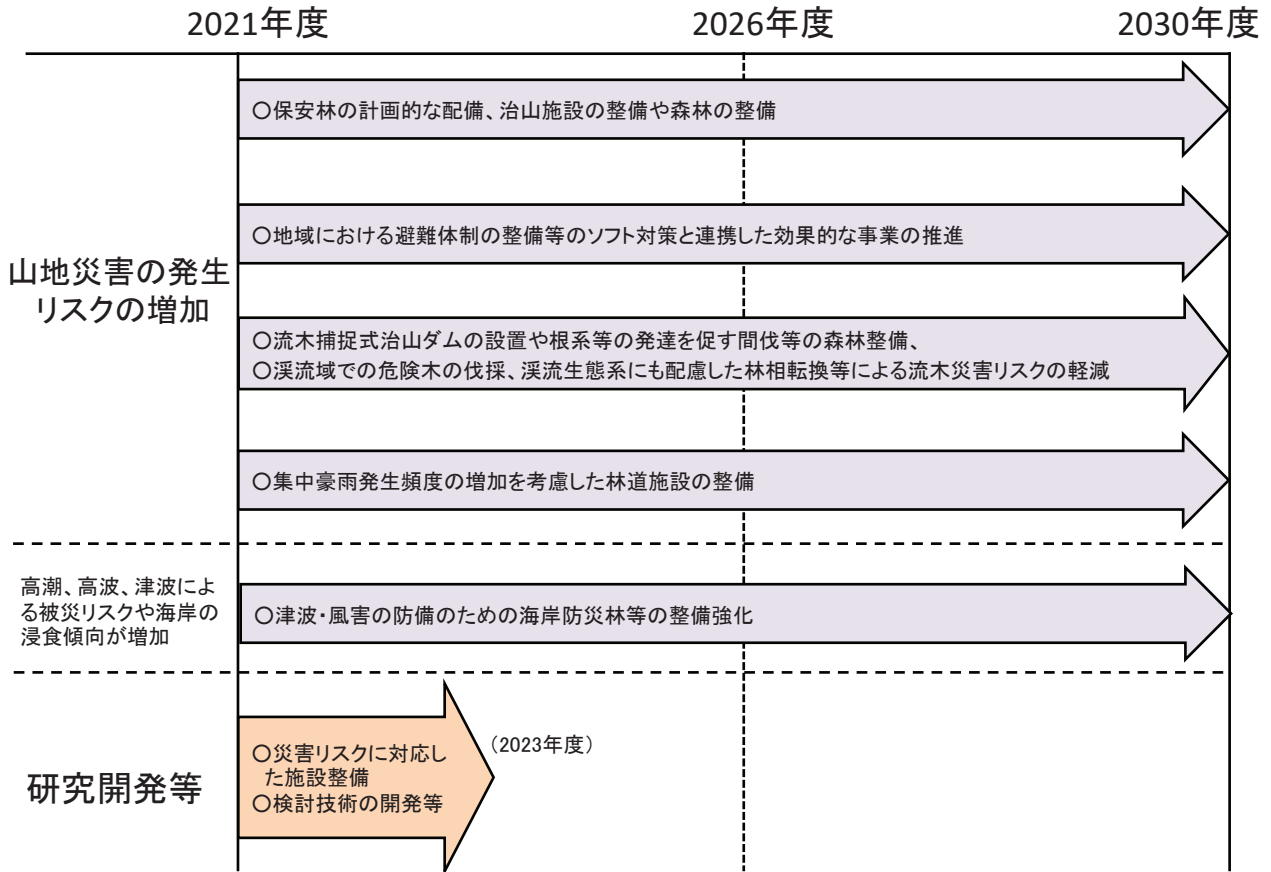 2021年度 2026年度 2030年度
○保安林の計画的な配備、治山施設の整備や森林の整備
○地域における避難体制の整備等のソフト対策と連携した効果的な事業の推進
山地災害の発生
リスクの増加
○流木捕捉式治山ダムの設置や根系等の発達を促す間伐等の森林整備、
○渓流域での危険木の伐採、渓流生態系にも配慮した林相転換等による流木災害リスクの軽減
○集中豪雨発生頻度の増加を考慮した林道施設の整備
高潮、高波、津波によ
る被災リスクや海岸の
浸食傾向が増加
○津波・風害の防備のための海岸防災林等の整備強化
研究開発等
○災害リスクに対応し
た施設整備
○検討技術の開発等
（2023年度）